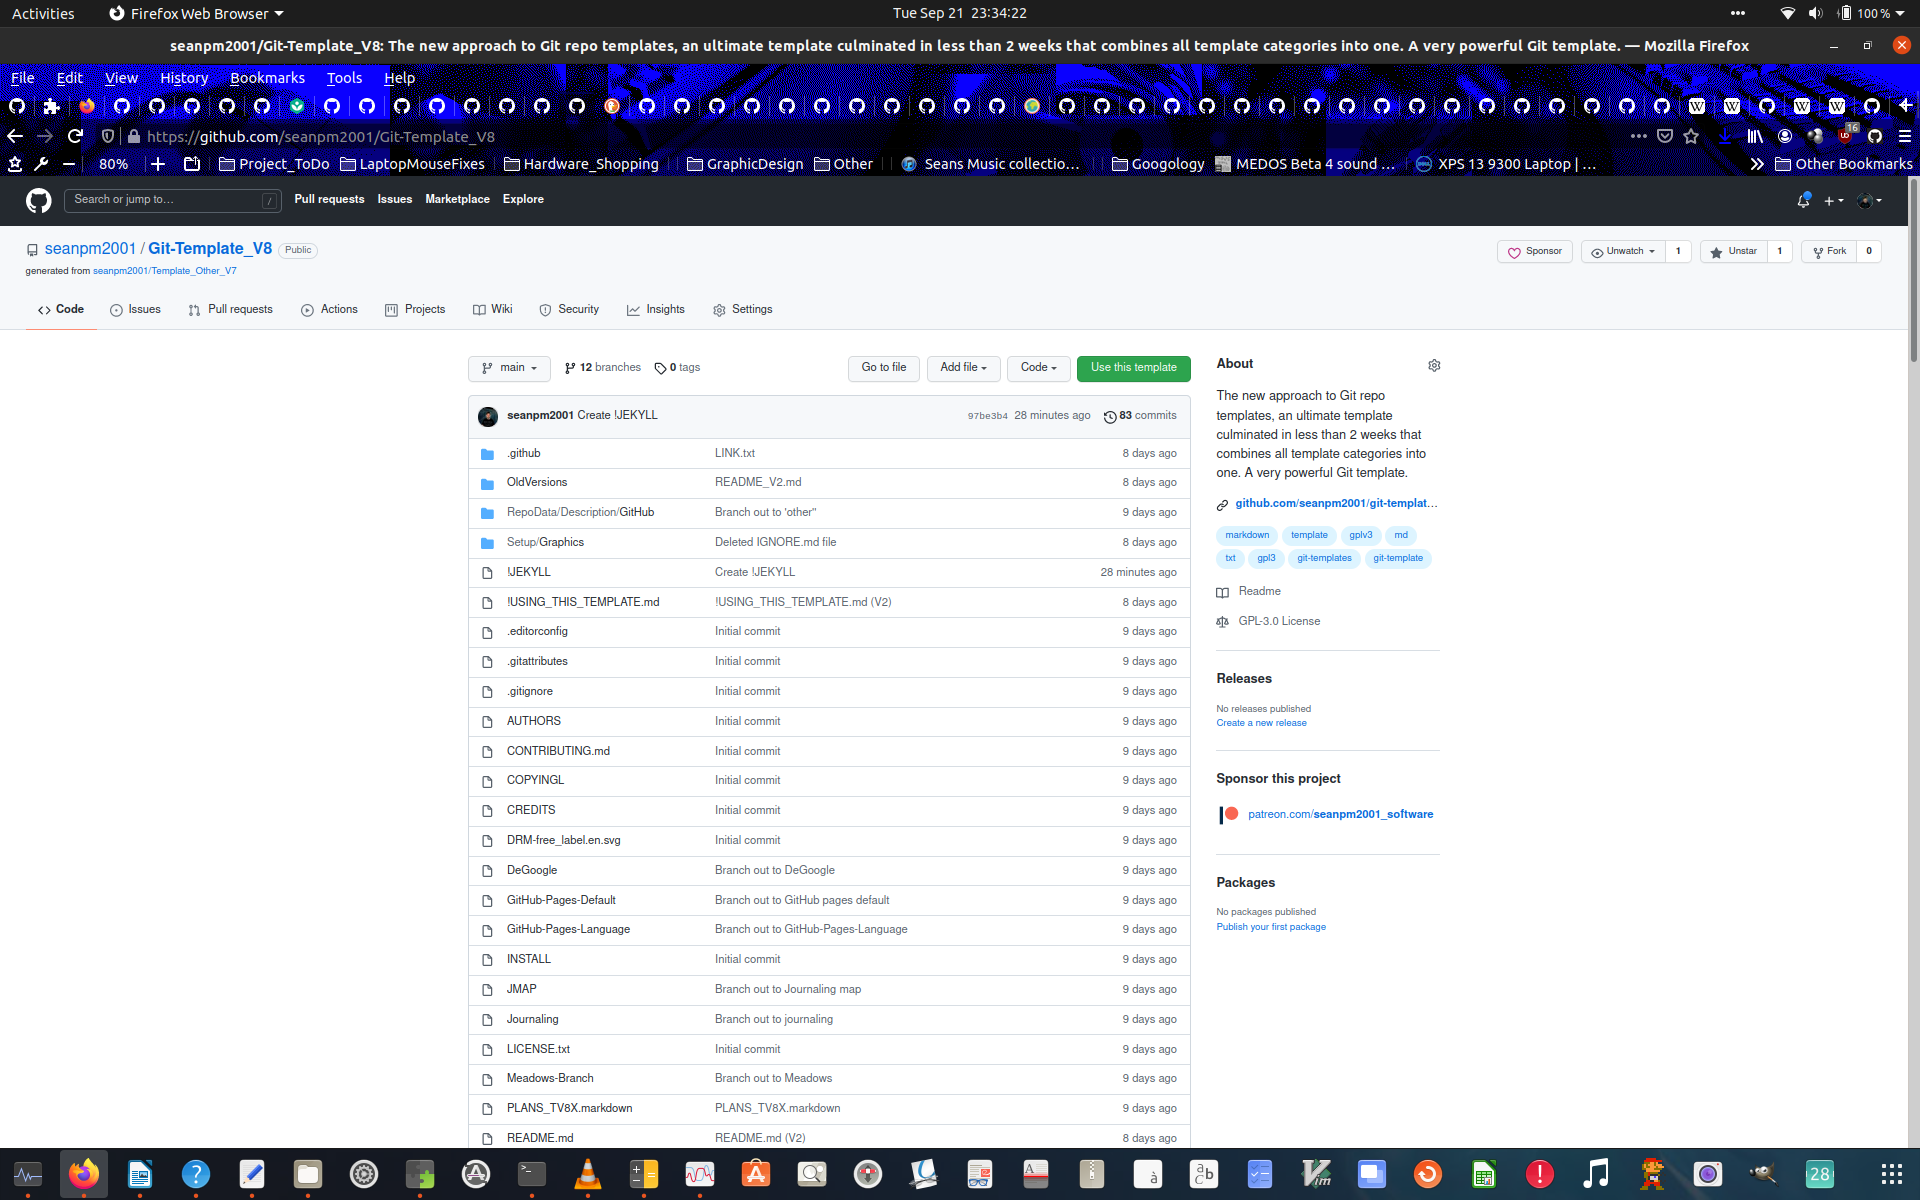 Activities Firefox Web Browser Tue Sep 21 23:34:22 100 %
seanpm2001/Git-Template_V8: The new approach to Git repo templates, an ultimate template culminated in less than 2 weeks that combines all template categories into one. A very powerful Git template. — Mozilla Firefox
File Edit View History Bookmarks Tools Help
https://github.com/seanpm2001/Git-Template_V8 16
80% Project_ToDo LaptopMouseFixes Hardware_Shopping GraphicDesign Other Seans Music collectio… Googology MEDOS Beta 4 sound … XPS 13 9300 Laptop | … Other Bookmarks
Search or jump to… / Pull requests Issues Marketplace Explore
seanpm2001 / Git-Template_V8 Public Sponsor Unwatch 1 Unstar 1 Fork 0
generated from seanpm2001/Template_Other_V7
Code Issues Pull requests Actions Projects Wiki Security Insights Settings
main 12 branches 0 tags Go to file Add file Code Use this template
seanpm2001 Create !JEKYLL 97be3b4 28 minutes ago 83 commits
.github LINK.txt 8 days ago
OldVersions README_V2.md 8 days ago
RepoData/Description/GitHub Branch out to 'other" 9 days ago
Setup/Graphics Deleted IGNORE.md file 8 days ago
!JEKYLL Create !JEKYLL 28 minutes ago
!USING_THIS_TEMPLATE.md !USING_THIS_TEMPLATE.md (V2) 8 days ago
.editorconfig Initial commit 9 days ago
.gitattributes Initial commit 9 days ago
.gitignore Initial commit 9 days ago
AUTHORS Initial commit 9 days ago
CONTRIBUTING.md Initial commit 9 days ago
COPYINGL Initial commit 9 days ago
CREDITS Initial commit 9 days ago
DRM-free_label.en.svg Initial commit 9 days ago
DeGoogle Branch out to DeGoogle 9 days ago
GitHub-Pages-Default Branch out to GitHub pages default 9 days ago
GitHub-Pages-Language Branch out to GitHub-Pages-Language 9 days ago
INSTALL Initial commit 9 days ago
JMAP Branch out to Journaling map 9 days ago
Journaling Branch out to journaling 9 days ago
LICENSE.txt Initial commit 9 days ago
Meadows-Branch Branch out to Meadows 9 days ago
PLANS_TV8X.markdown PLANS_TV8X.markdown 9 days ago
README.md README.md (V2) 8 days ago
About
The new approach to Git repo
templates, an ultimate template
culminated in less than 2 weeks that
combines all template categories into
one. A very powerful Git template.
github.com/seanpm2001/git-templat…
markdown template gplv3 md
txt gpl3 git-templates git-template
Readme
GPL-3.0 License
Releases
No releases published
Create a new release
Sponsor this project
patreon.com/seanpm2001_software
Packages
No packages published
Publish your first package
28